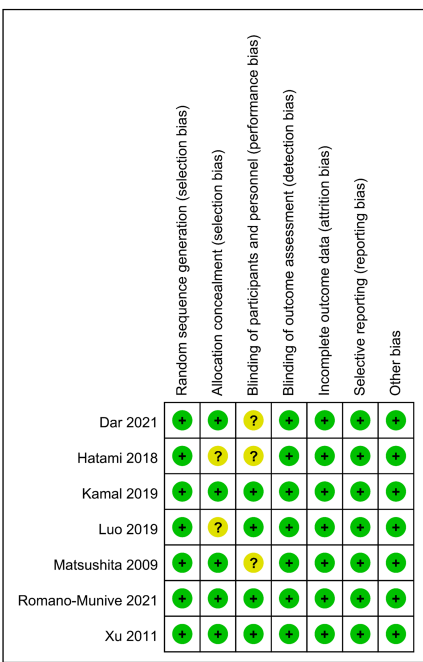 Random sequence generation (selection bias)
Allocation concealment (selection bias)
Blinding of participants and personnel (performance bias)
Blinding of outcome assessment (detection bias)
Incomplete outcome data (attrition bias)
Selective reporting (reporting bias)
Other bias
Dar 2021 + + ? + + + +
Hatami 2018 + ? ? + + + +
Kamal 2019 + + + + + + +
Luo 2019 + ? + + + + +
Matsushita 2009 + + ? + + + +
Romano-Munive 2021 + + + + + + +
Xu 2011 + + + + + + +